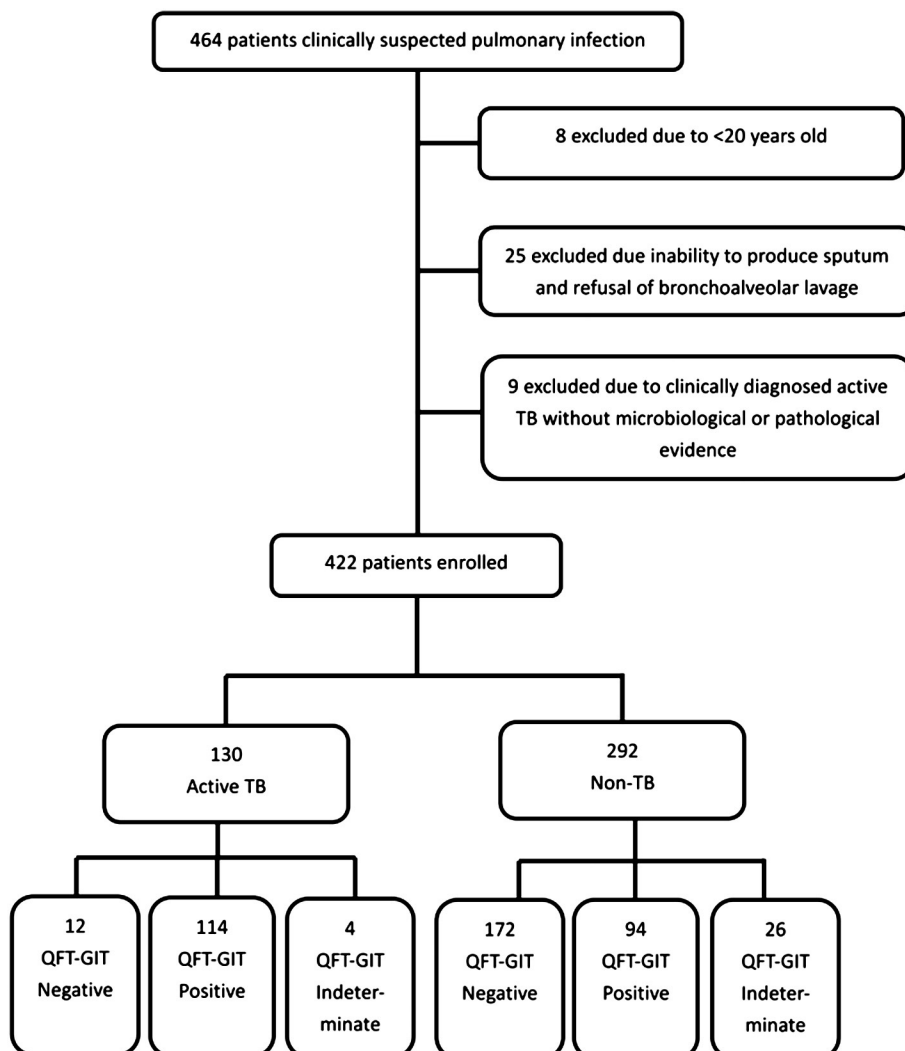 464 patients clinically suspected pulmonary infection
8 excluded due to <20 years old
25 excluded due inability to produce sputum
and refusal of bronchoalveolar lavage
9 excluded due to clinically diagnosed active
TB without microbiological or pathological
evidence
422 patients enrolled
130
Active TB
292
Non-TB
12
QFT-GIT
Negative
114
QFT-GIT
Positive
4
QFT-GIT
Indeter-
minate
172
QFT-GIT
Negative
94
QFT-GIT
Positive
26
QFT-GIT
Indeter-
minate